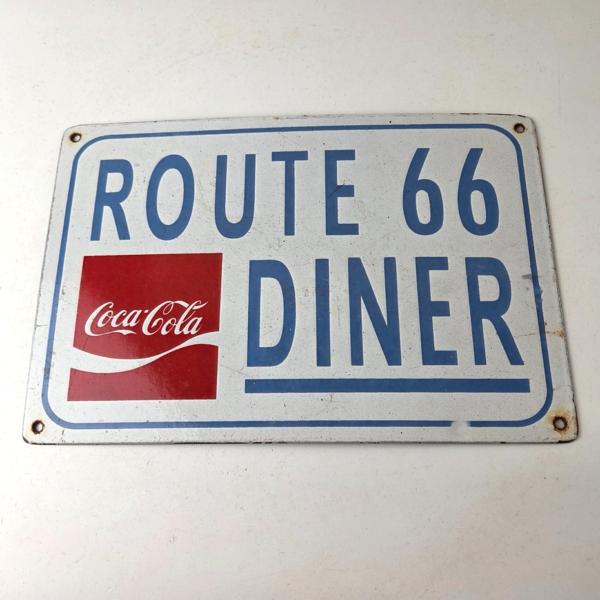 ROUTE 66
Coca-Cola
DINER